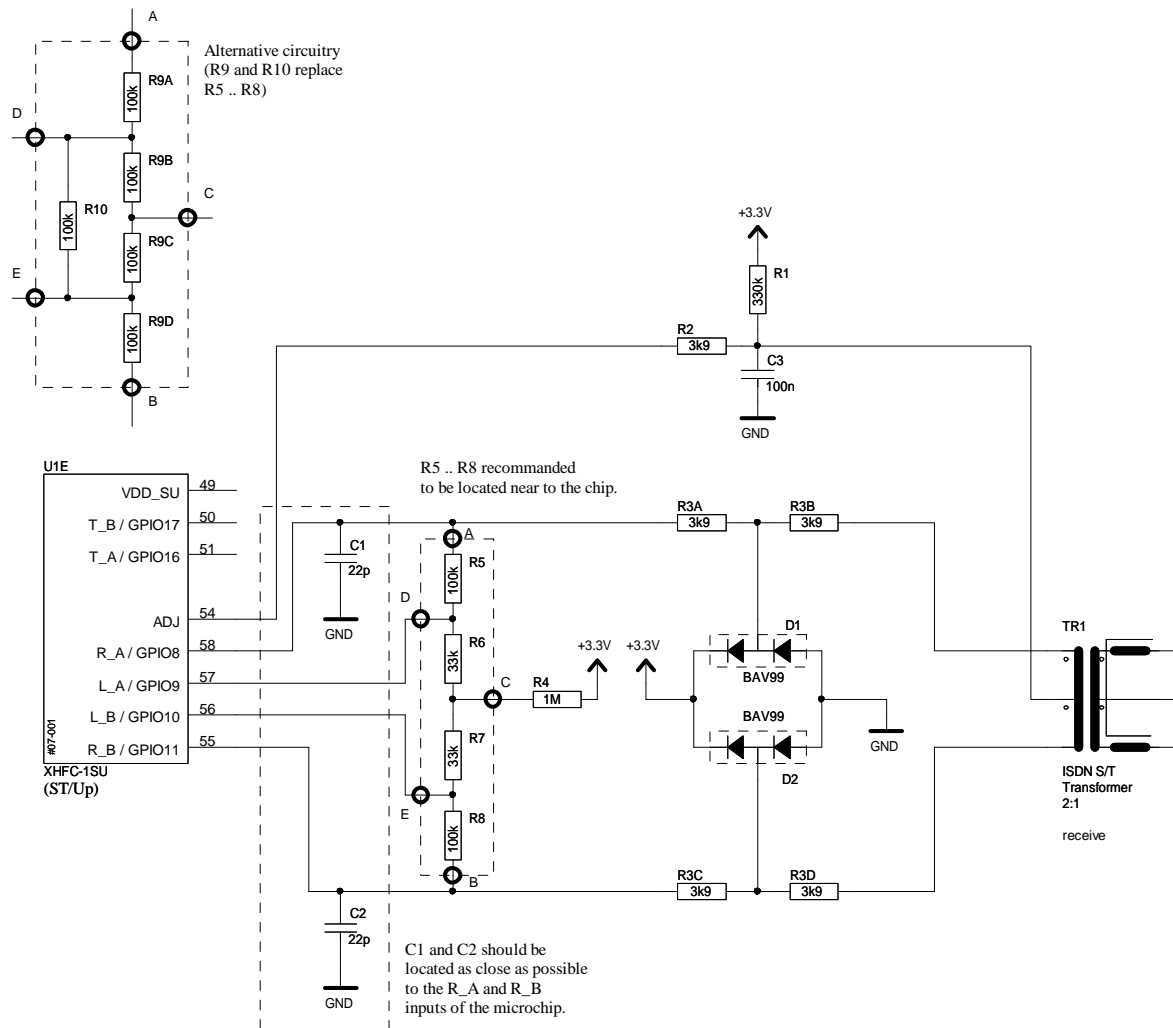 A
Alternative circuitry
(R9 and R10 replace
R5 .. R8)
R9A
100k
D
R9B
100k
C
R10
100k
R9C
100k
E
R9D
100k
B
+3.3V
R1
330k
R2
3k9
C3
100n
GND
U1E
VDD_SU
49
T_B / GPIO17
50
T_A / GPIO16
51
ADJ
54
R_A / GPIO8
58
L_A / GPIO9
57
L_B / GPIO10
56
R_B / GPIO11
55
#07-001
XHFC-1SU
(ST/Up)
R5 .. R8 recommanded
to be located near to the chip.
C1
22p
GND
A
R5
100k
D
R6
33k
C
R4
1M
+3.3V
R7
33k
E
R8
100k
B
R3A
3k9
R3B
3k9
+3.3V
D1
BAV99
BAV99
D2
GND
R3C
3k9
R3D
3k9
TR1
ISDN S/T
Transformer
2:1
receive
C2
22p
GND
C1 and C2 should be
located as close as possible
to the R_A and R_B
inputs of the microchip.